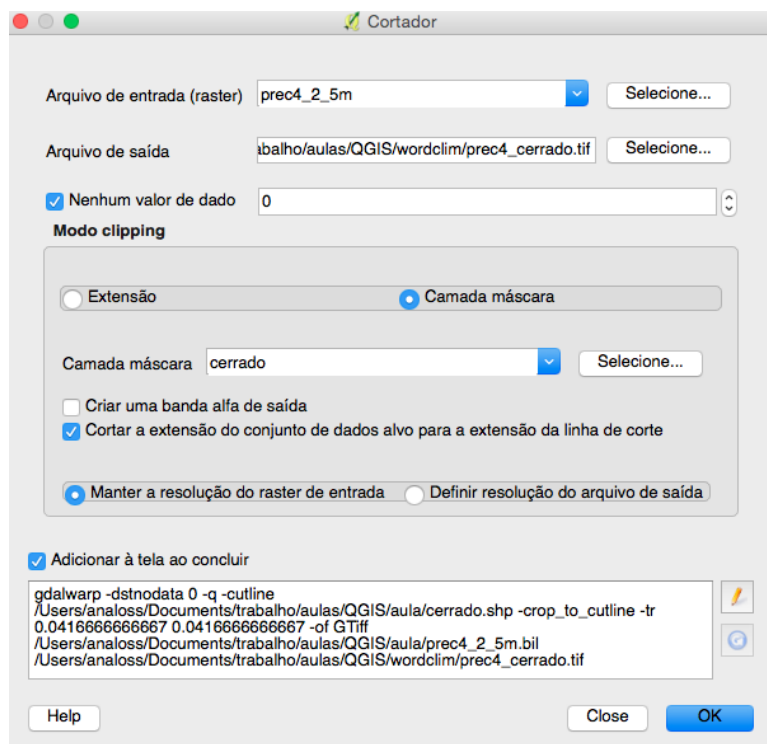 Cortador
Arquivo de entrada (raster) prec4_2_5m Selecione...
Arquivo de saída abalho/aulas/QGIS/wordclim/prec4_cerrado.tif Selecione...
Nenhum valor de dado 0
Modo clipping
Extensão Camada máscara
Camada máscara cerrado Selecione...
Criar uma banda alfa de saída
Cortar a extensão do conjunto de dados alvo para a extensão da linha de corte
Manter a resolução do raster de entrada Definir resolução do arquivo de saída
Adicionar à tela ao concluir
gdalwarp -dstnodata 0 -q -cutline
/Users/analoss/Documents/trabalho/aulas/QGIS/aula/cerrado.shp -crop_to_cutline -tr
0.0416666666667 0.0416666666667 -of GTiff
/Users/analoss/Documents/trabalho/aulas/QGIS/aula/prec4_2_5m.bil
/Users/analoss/Documents/trabalho/aulas/QGIS/wordclim/prec4_cerrado.tif
Help Close OK